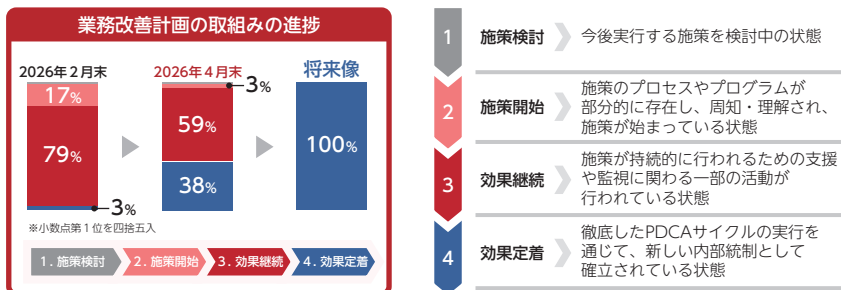 業務改善計画の取組みの進捗
2026年2月末
17%
79%
3%
2026年4月末
3%
59%
38%
将来像
100%
※小数点第1位を四捨五入
1. 施策検討
2. 施策開始
3. 効果継続
4. 効果定着
1
施策検討
今後実行する施策を検討中の状態
2
施策開始
施策のプロセスやプログラムが
部分的に存在し、周知・理解され、
施策が始まっている状態
3
効果継続
施策が持続的に行われるための支援
や監視に関わる一部の活動が
行われている状態
4
効果定着
徹底したPDCAサイクルの実行を
通じて、新しい内部統制として
確立されている状態